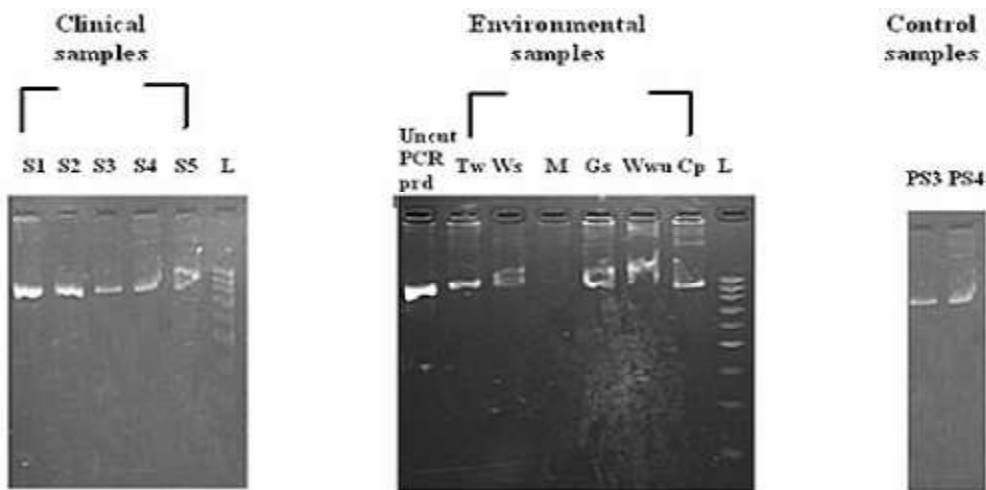 Clinical
samples
Environmental
samples
Control
samples
S1 S2 S3 S4 S5 L
Uncut
PCR
prd
Tw Ws M Gs Wwu Cp L
PS3 PS4